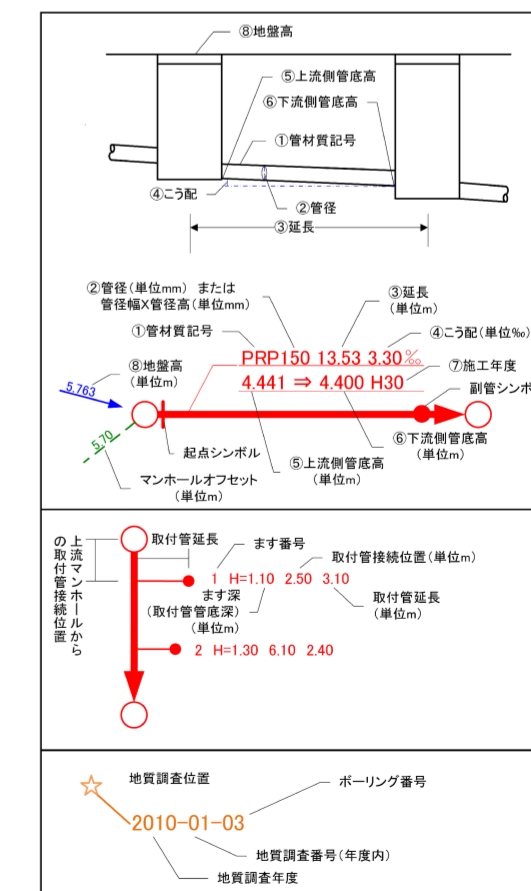 ⑧地盤高
⑤上流側管底高
⑥下流側管底高
①管材質記号
④こう配
②管径
③延長
②管径(単位mm) または
管径幅X管径高(単位mm)
③延長
(単位m)
①管材質記号
④こう配(単位‰)
PRP150 13.53 3.30‰
⑧地盤高
(単位m)
4.441 ⇒ 4.400 H30
⑦施工年度
5.763
副管シンボ
5.70
起点シンボル
⑥下流側管底高
(単位m)
マンホールオフセット
(単位m)
⑤上流側管底高
(単位m)
上流マンホールから
の取付管接続位置
取付管延長
ます番号
取付管接続位置(単位m)
1 H=1.10 2.50 3.10
ます深
(取付管管底深)
(単位m)
取付管延長
(単位m)
2 H=1.30 6.10 2.40
地質調査位置
ボーリング番号
2010-01-03
地質調査番号(年度内)
地質調査年度